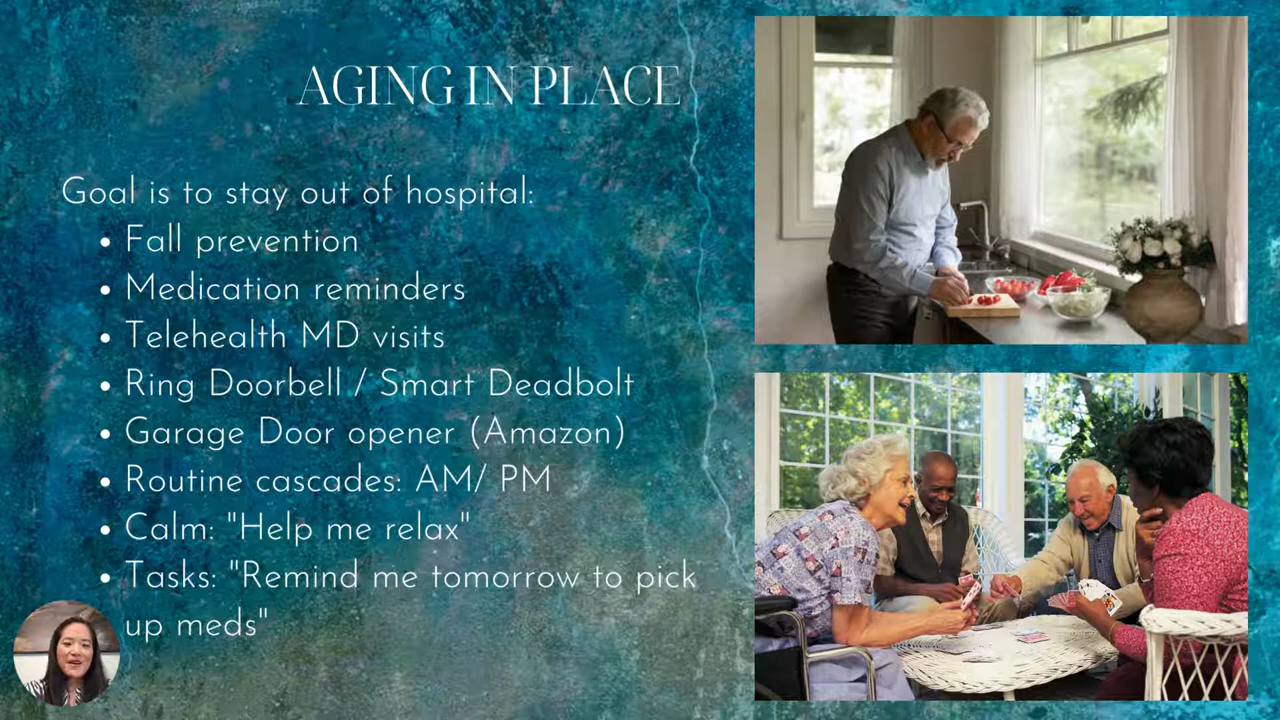 AGING IN PLACE
Goal is to stay out of hospital:
• Fall prevention
• Medication reminders
• Telehealth MD visits
• Ring Doorbell / Smart Deadbolt
• Garage Door opener (Amazon)
• Routine cascades: AM/ PM
• Calm: "Help me relax"
• Tasks: "Remind me tomorrow to pick
up meds"